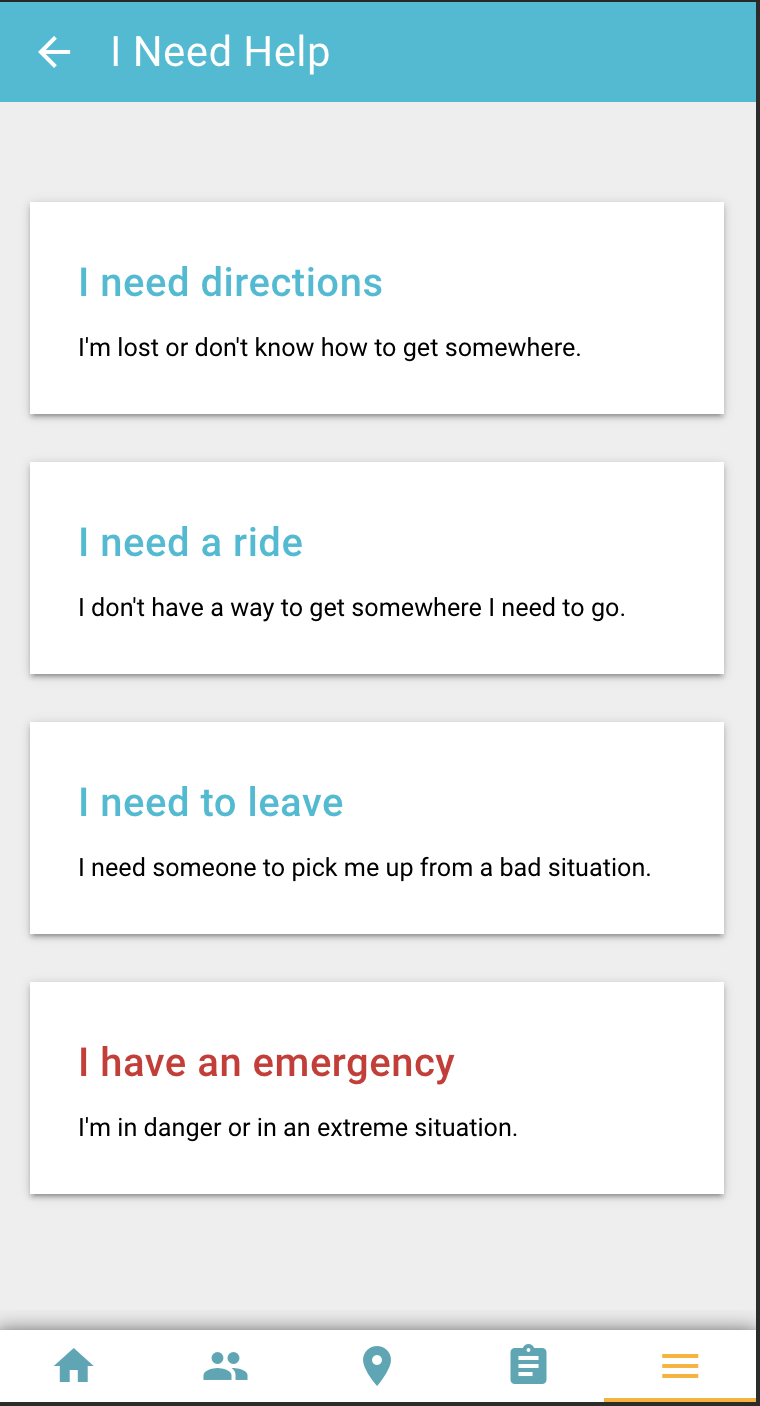 I Need Help
I need directions
I'm lost or don't know how to get somewhere.
I need a ride
I don't have a way to get somewhere I need to go.
I need to leave
I need someone to pick me up from a bad situation.
I have an emergency
I'm in danger or in an extreme situation.